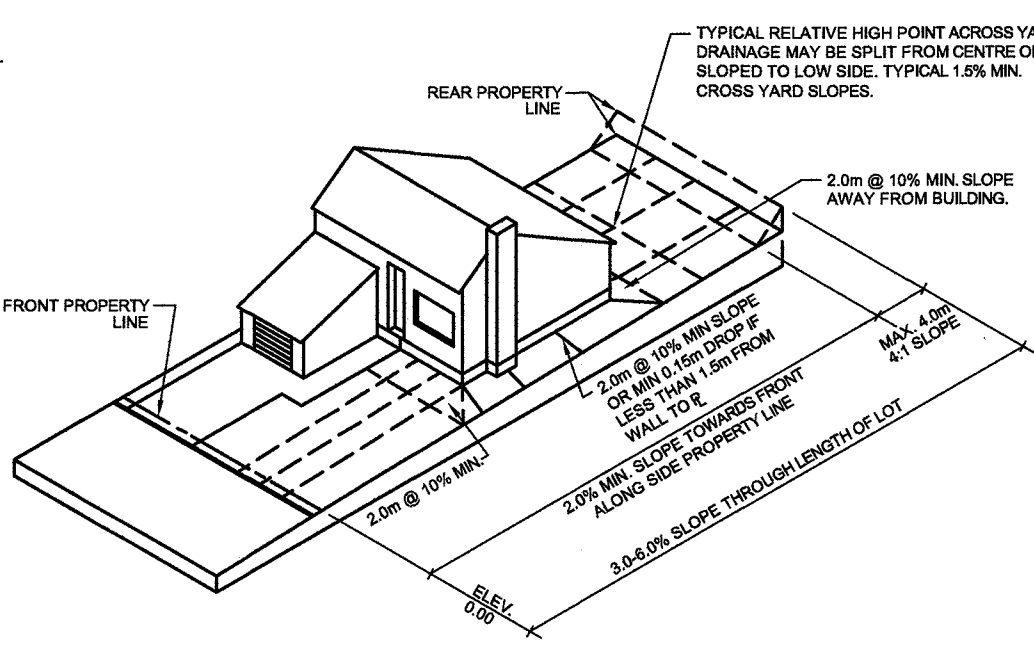 TYPICAL RELATIVE HIGH POINT ACROSS
DRAINAGE MAY BE SPLIT FROM CENTRE
SLOPED TO LOW SIDE. TYPICAL 1.5% MIN.
CROSS YARD SLOPES.
REAR PROPERTY
LINE
2.0m @ 10% MIN. SLOPE
AWAY FROM BUILDING.
FRONT PROPERTY
LINE
2.0m @ 10% MIN SLOPE
OR MIN 0.15m DROP IF
LESS THAN 1.5m FROM
WALL TO ℄
MAX. 4.0m
4:1 SLOPE
2.0m @ 10% MIN.
2.0% MIN. SLOPE TOWARDS FRONT
ALONG SIDE PROPERTY LINE
3.0-6.0% SLOPE THROUGH LENGTH OF LOT
ELEV.
0.00